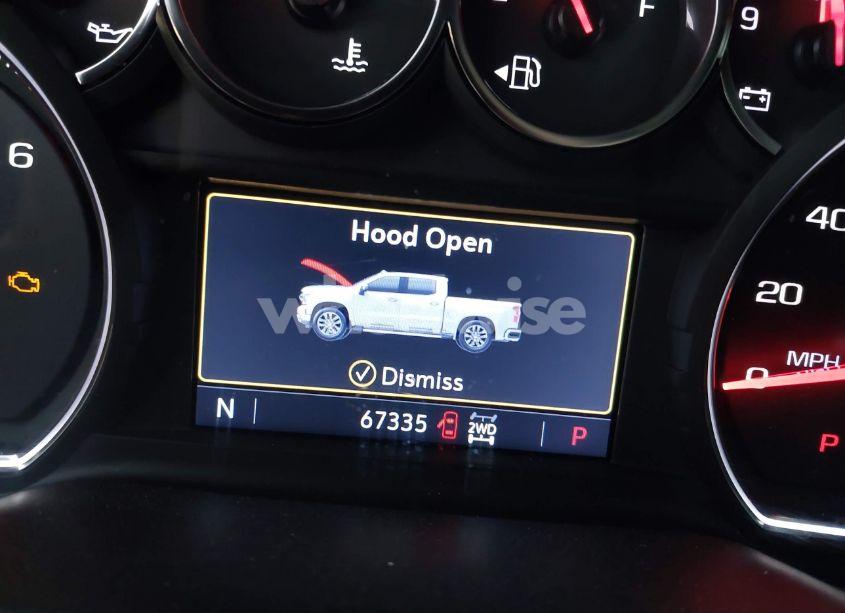 F
9
6
Hood Open
40
20
Dismiss
MPH
0
N
67335
2WD
P
P